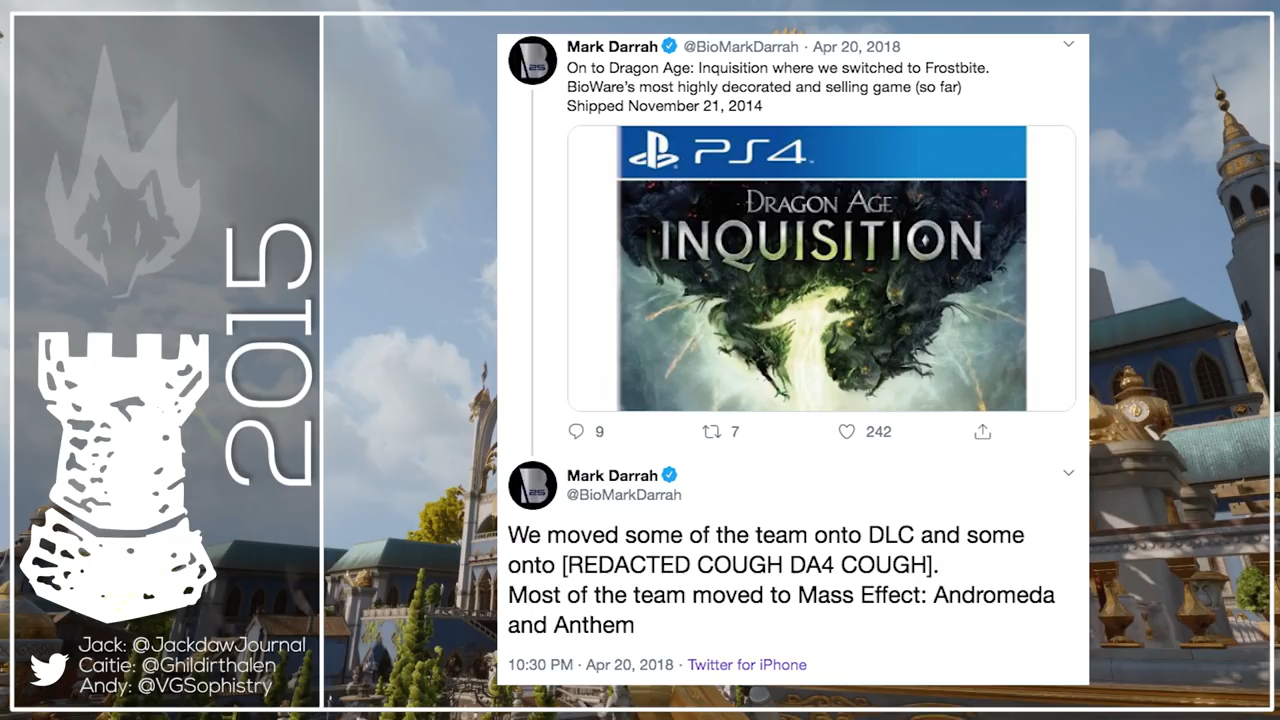 2015
Jack: @JackdawJournal
Caitie: @Ghildirthalen
Andy: @VGSophistry
Mark Darrah @BioMarkDarrah · Apr 20, 2018
On to Dragon Age: Inquisition where we switched to Frostbite.
BioWare's most highly decorated and selling game (so far)
Shipped November 21, 2014
PS4
DRAGON AGE
INQUISITION
9 7 242
Mark Darrah
@BioMarkDarrah
We moved some of the team onto DLC and some
onto [REDACTED COUGH DA4 COUGH].
Most of the team moved to Mass Effect: Andromeda
and Anthem
10:30 PM · Apr 20, 2018 · Twitter for iPhone